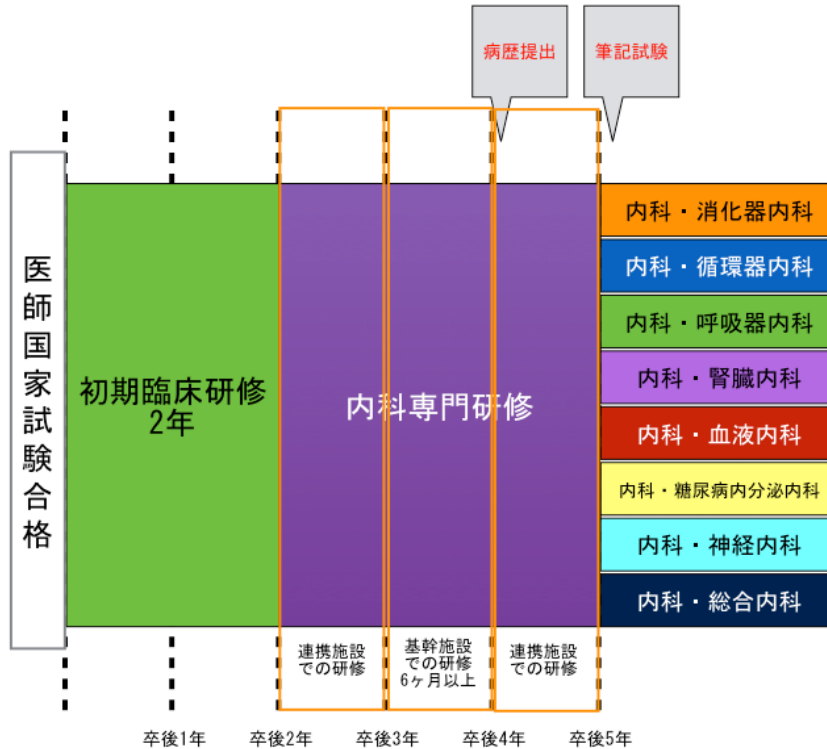 病歴提出
筆記試験
医師国家試験合格
初期臨床研修
2年
内科専門研修
内科・消化器内科
内科・循環器内科
内科・呼吸器内科
内科・腎臓内科
内科・血液内科
内科・糖尿病内分泌内科
内科・神経内科
内科・総合内科
連携施設
での研修
基幹施設
での研修
6ヶ月以上
連携施設
での研修
卒後1年
卒後2年
卒後3年
卒後4年
卒後5年